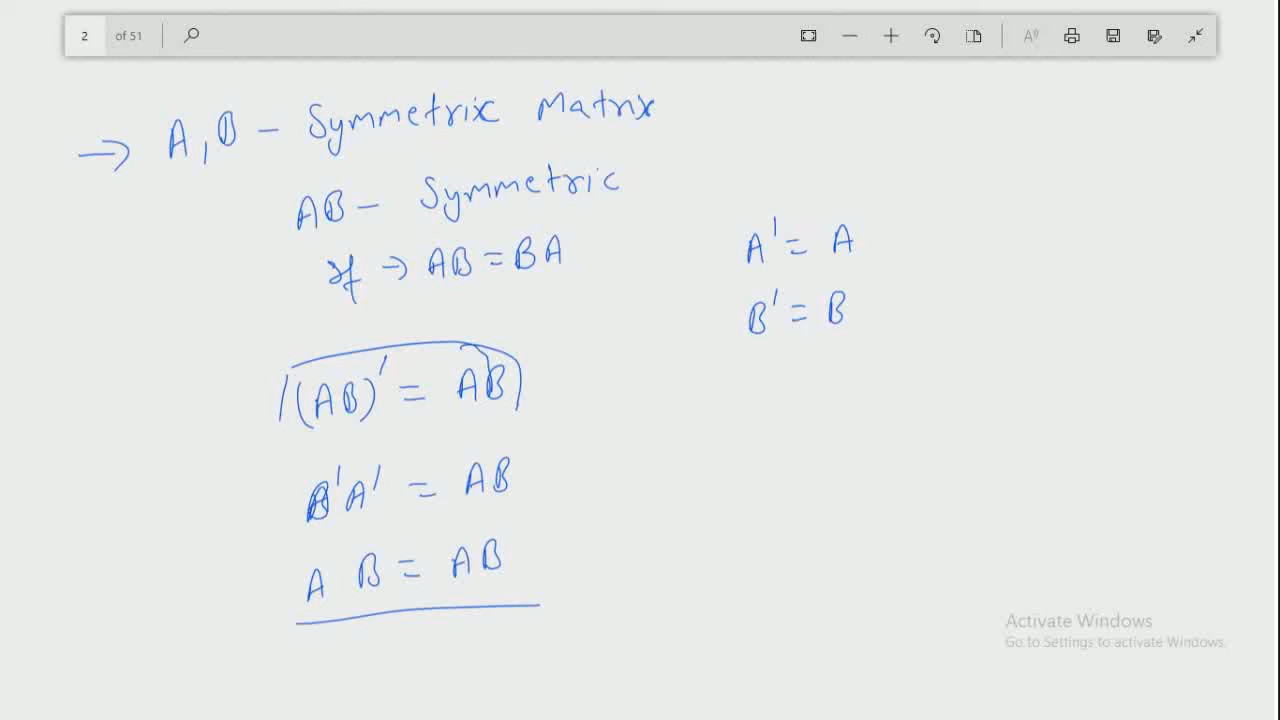 2 of 51
→ A, B - Symmetrix Matrix
AB - Symmetric
If → AB = BA
A' = A
B' = B
(AB)' = AB
B'A' = AB
A B = AB
Activate Windows
Go to Settings to activate Windows.